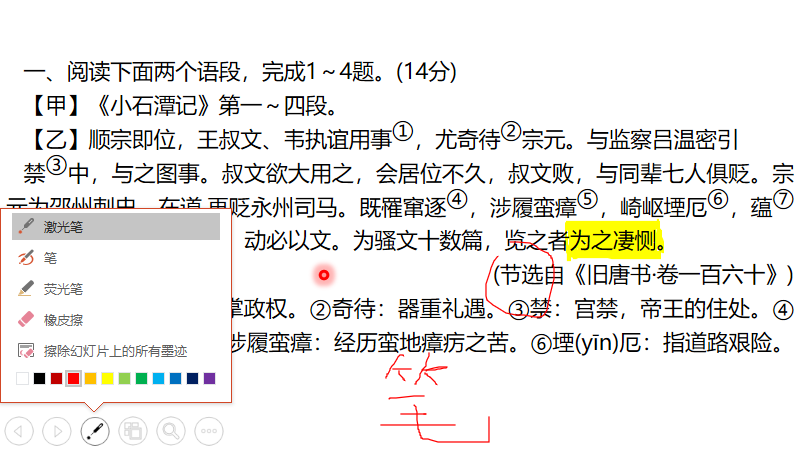 一、阅读下面两个语段，完成1～4题。(14分)
【甲】《小石潭记》第一～四段。
【乙】顺宗即位，王叔文、韦执谊用事①，尤奇待②宗元。与监察吕温密引
禁③中，与之图事。叔文欲大用之，会居位不久，叔文败，与同辈七人俱贬。宗
元为邵州刺史，在道，再贬永州司马。既罹窜逐④，涉履蛮瘴⑤，崎岖堙厄⑥，蕴⑦
动必以文。为骚文十数篇，览之者为之凄恻。
(节选自《旧唐书·卷一百六十》)
掌政权。②奇待：器重礼遇。③禁：宫禁，帝王的住处。④
涉履蛮瘴：经历蛮地瘴疠之苦。⑥堙(yīn)厄：指道路艰险。
激光笔
笔
荧光笔
橡皮擦
擦除幻灯片上的所有墨迹
笔